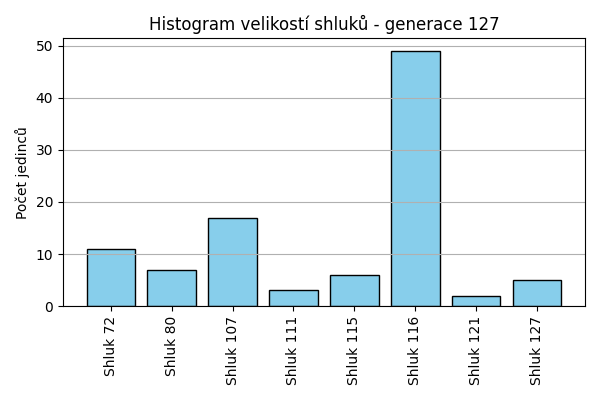 Histogram velikostí shluků - generace 127
Počet jedinců
50
40
30
20
10
0
Shluk 72
Shluk 80
Shluk 107
Shluk 111
Shluk 115
Shluk 116
Shluk 121
Shluk 127